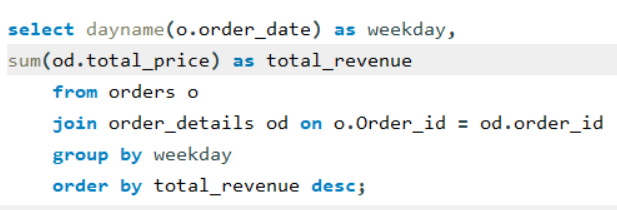 select dayname(o.order_date) as weekday,
sum(od.total_price) as total_revenue
from orders o
join order_details od on o.Order_id = od.order_id
group by weekday
order by total_revenue desc;